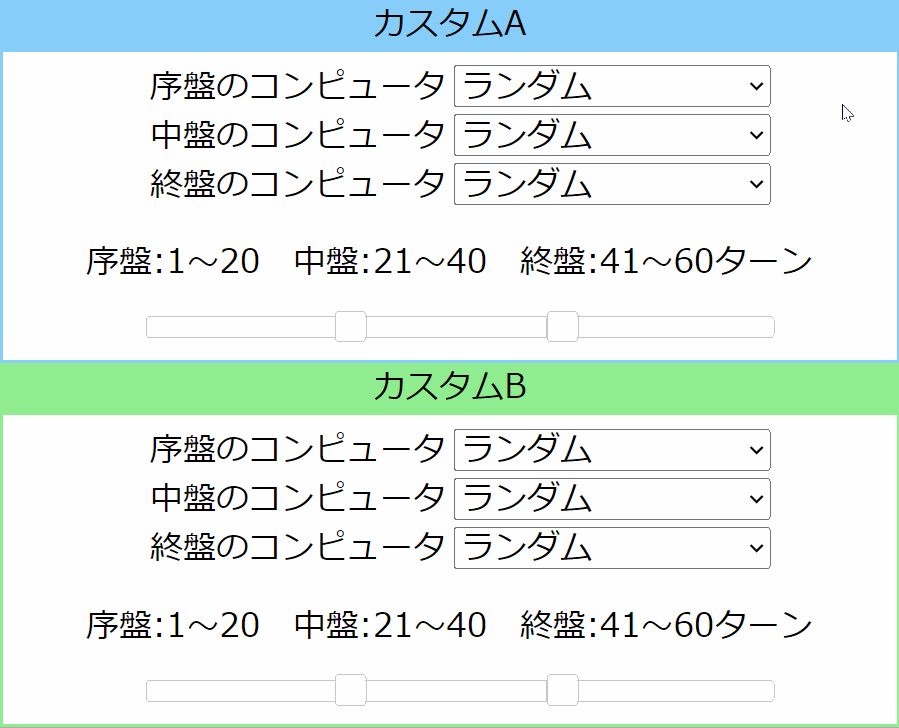 カスタムA
序盤のコンピュータ ランダム
中盤のコンピュータ ランダム
終盤のコンピュータ ランダム
序盤:1～20　中盤:21～40　終盤:41～60ターン
カスタムB
序盤のコンピュータ ランダム
中盤のコンピュータ ランダム
終盤のコンピュータ ランダム
序盤:1～20　中盤:21～40　終盤:41～60ターン